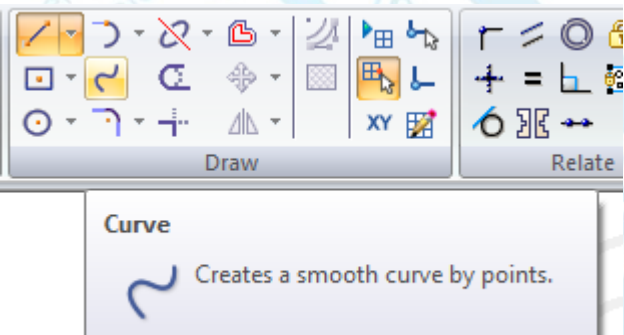 XY
Draw
Relate
Curve
Creates a smooth curve by points.